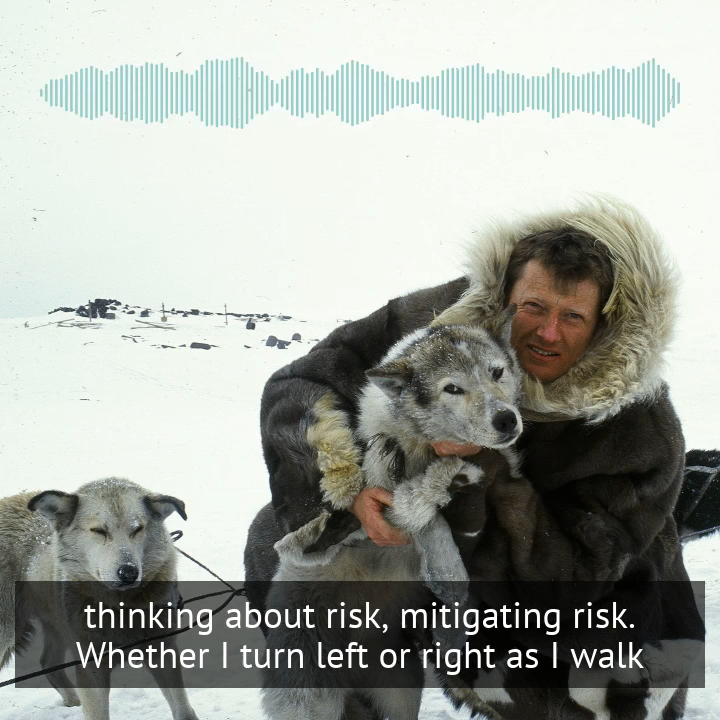 thinking about risk, mitigating risk.
Whether I turn left or right as I walk